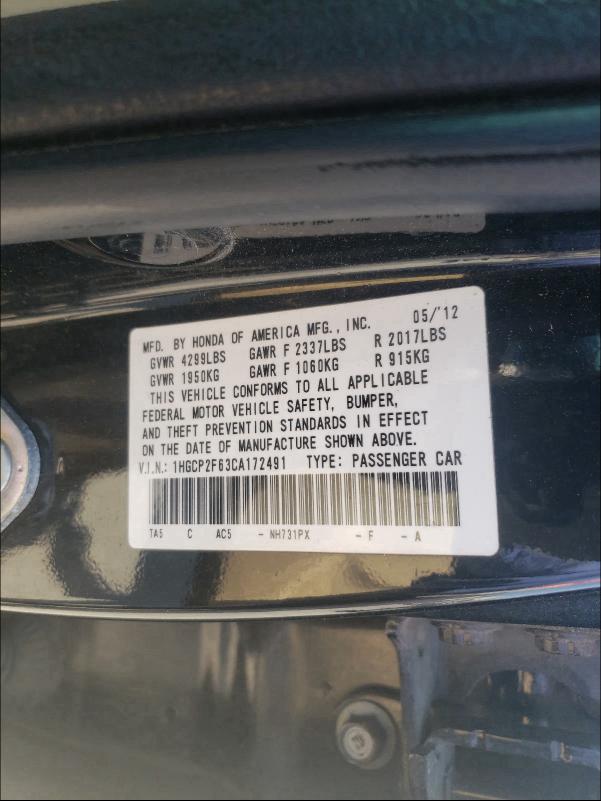 MFD. BY HONDA OF AMERICA MFG., INC. 05/'12
GVWR 4299LBS GAWR F 2337LBS R 2017LBS
GVWR 1950KG GAWR F 1060KG R 915KG
THIS VEHICLE CONFORMS TO ALL APPLICABLE
FEDERAL MOTOR VEHICLE SAFETY, BUMPER,
AND THEFT PREVENTION STANDARDS IN EFFECT
ON THE DATE OF MANUFACTURE SHOWN ABOVE.
V.I.N.: 1HGCP2F63CA172491 TYPE: PASSENGER CAR
TA5 C AC5 - NH731PX - F - A